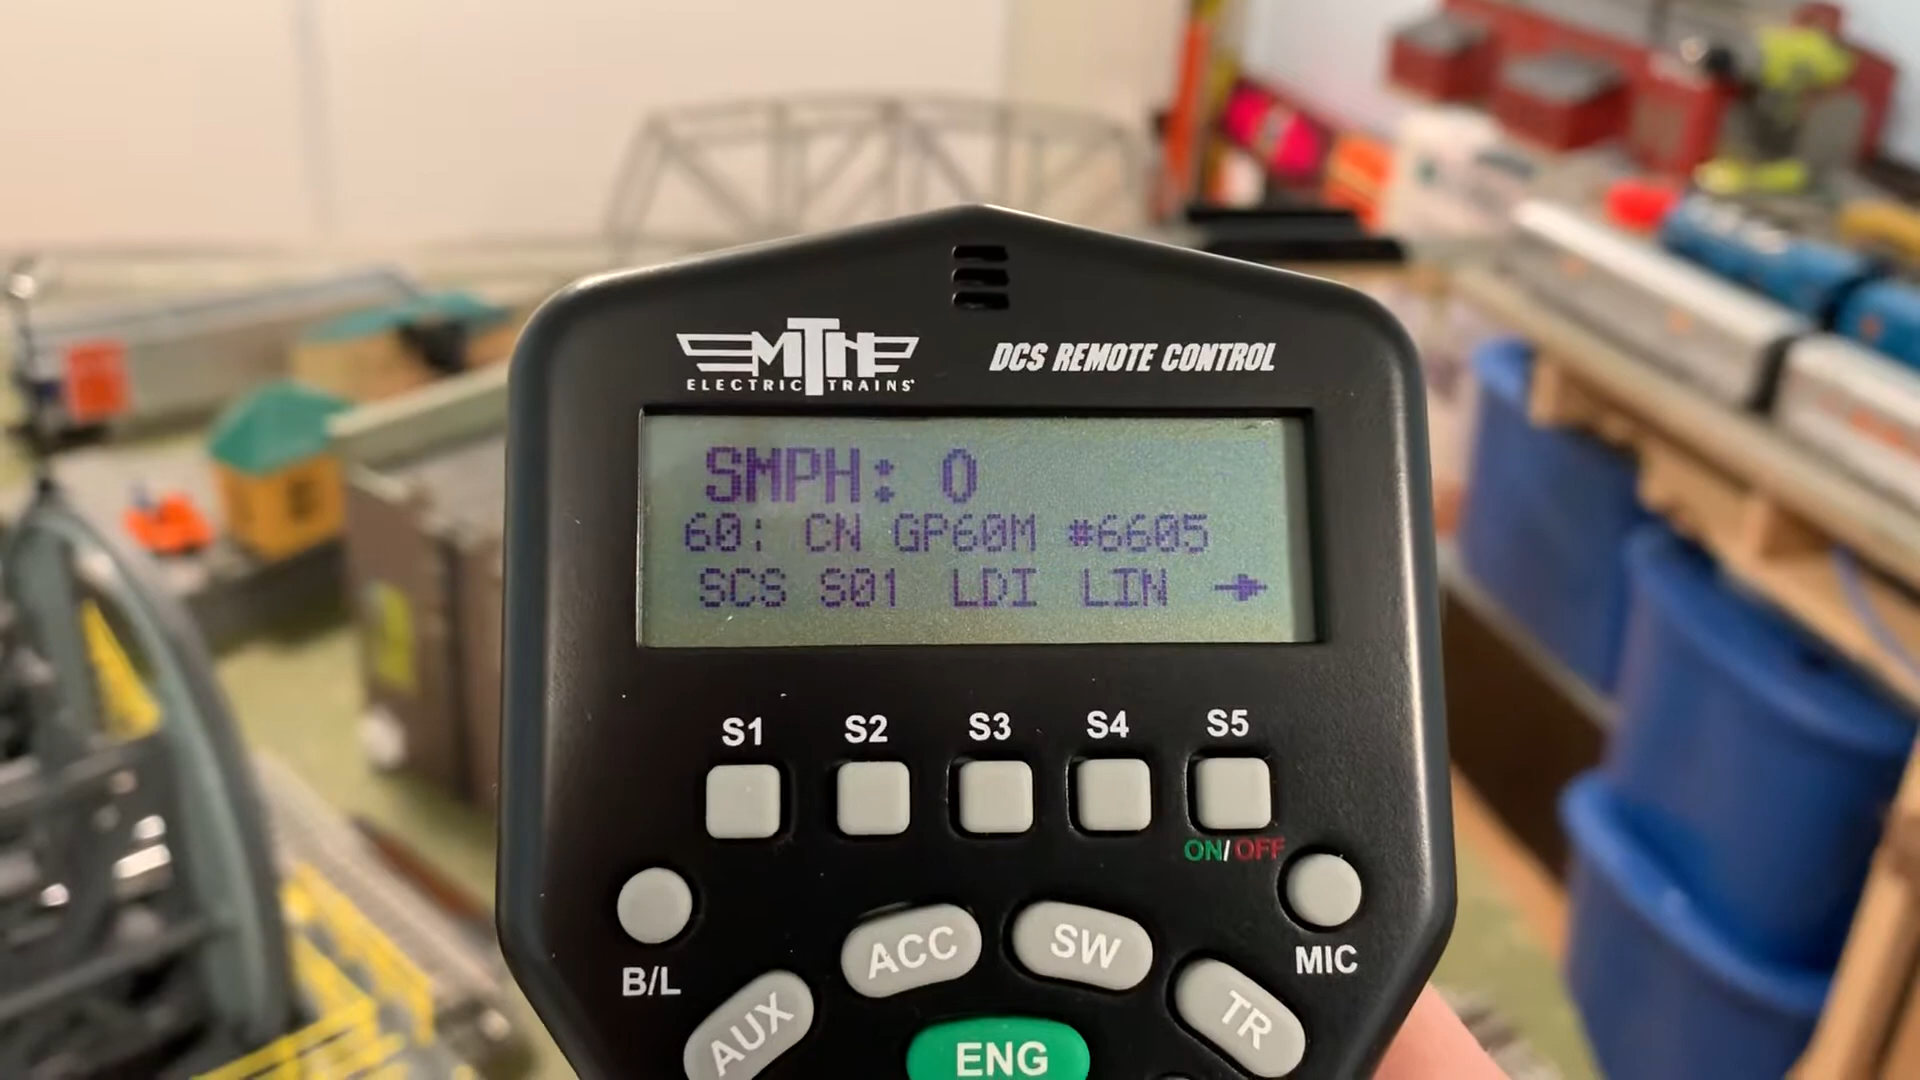 MTH
ELECTRIC TRAINS
DCS REMOTE CONTROL
SMPH: 0
60: CN GP60M #6605
SCS S01 LDI LIN →
S1 S2 S3 S4 S5
ON/OFF
B/L
MIC
AUX
ACC
SW
TR
ENG